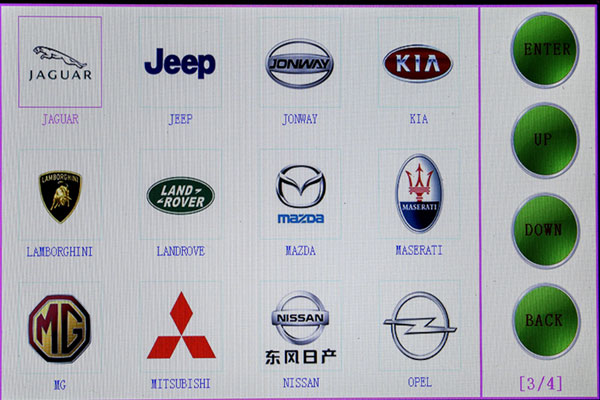 JAGUAR
Jeep
JONWAY
KIA
JAGUAR
JEEP
JONWAY
KIA
LAMBORGHINI
LAND ROVER
mazda
MASERATI
LAMBORGHINI
LANDROVE
MAZDA
MASERATI
MG
NISSAN
东风日产
MG
MITSUBISHI
NISSAN
OPEL
ENTER
UP
DOWN
BACK
[3/4]